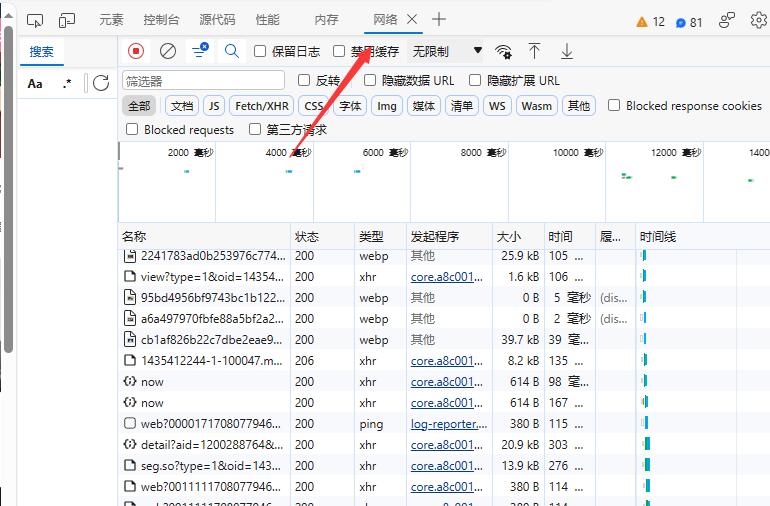 元素 控制台 源代码 性能 内存 网络 12 81
搜索 保留日志 禁用缓存 无限制
Aa .* 筛选器 反转 隐藏数据 URL 隐藏扩展 URL
全部 文档 JS Fetch/XHR CSS 字体 Img 媒体 清单 WS Wasm 其他 Blocked response cookies
Blocked requests 第三方请求
2000 毫秒 4000 毫秒 6000 毫秒 8000 毫秒 10000 毫秒 12000 毫秒 1400
名称 状态 类型 发起程序 大小 时间 履... 时间线
2241783ad0b253976c774... 200 webp 其他 25.9 kB 105 ...
view?type=1&oid=14354... 200 xhr core.a8c001... 1.6 kB 106 ...
95bd4956bf9743bc1b122... 200 webp 其他 0 B 5 毫秒 (dis...
a6a497970fbfe88a5bf2a2... 200 webp 其他 0 B 2 毫秒 (dis...
cb1af826b22c7dbe2eae9... 200 webp 其他 39.7 kB 39 毫...
1435412244-1-100047.m... 206 xhr core.a8c001... 8.2 kB 135 ...
now 200 xhr core.a8c001... 614 B 98 毫...
now 200 xhr core.a8c001... 614 B 167 ...
web?0000171708077946... 200 ping log-reporter.... 380 B 115 ...
detail?aid=1200288764&... 200 xhr core.a8c001... 20.9 kB 303 ...
seg.so?type=1&oid=143... 200 xhr core.a8c001... 13.9 kB 276 ...
web?0011111708077946... 200 xhr core.a8c001... 380 B 114 ...